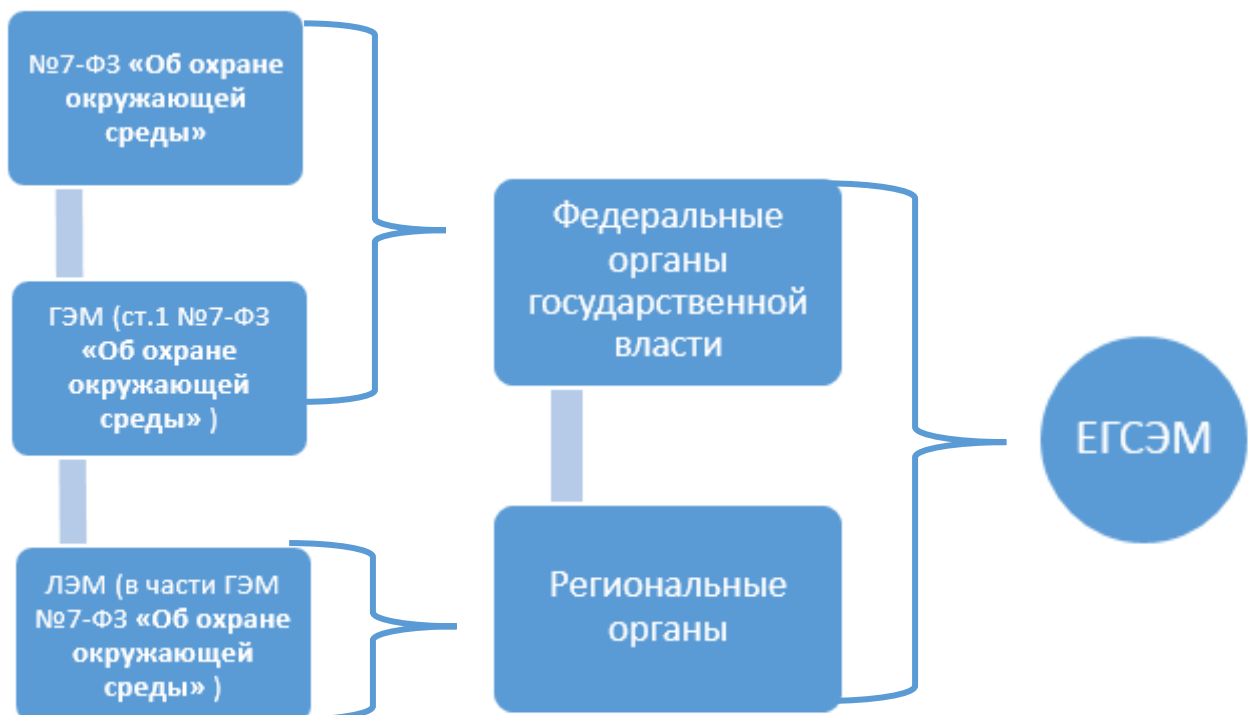 №7-ФЗ «Об охране
окружающей
среды»
ГЭМ (ст.1 №7-ФЗ
«Об охране
окружающей
среды» )
ЛЭМ (в части ГЭМ
№7-ФЗ «Об охране
окружающей
среды» )
Федеральные
органы
государственной
власти
Региональные
органы
ЕГСЭМ